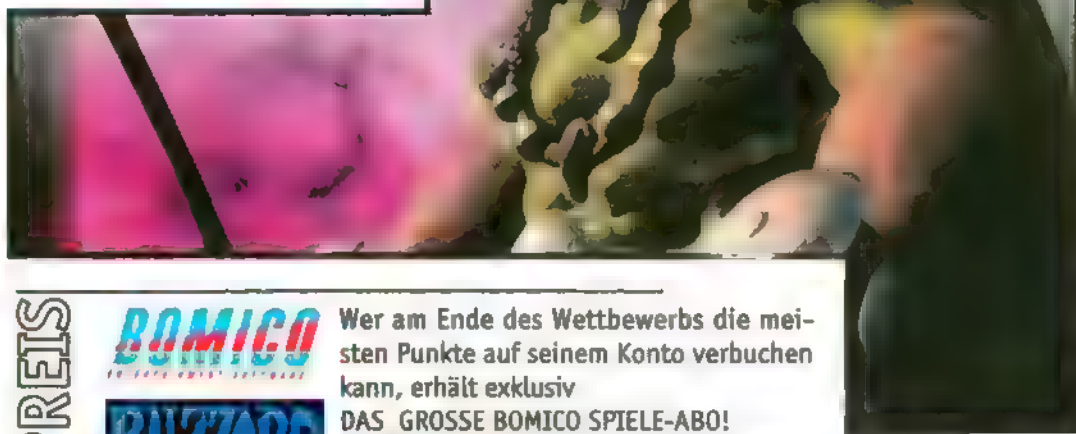 PREIS
BOMICO
Wer am Ende des Wettbewerbs die mei-
sten Punkte auf seinem Konto verbuchen
kann, erhält exklusiv
DAS GROSSE BOMICO SPIELE-ABO!